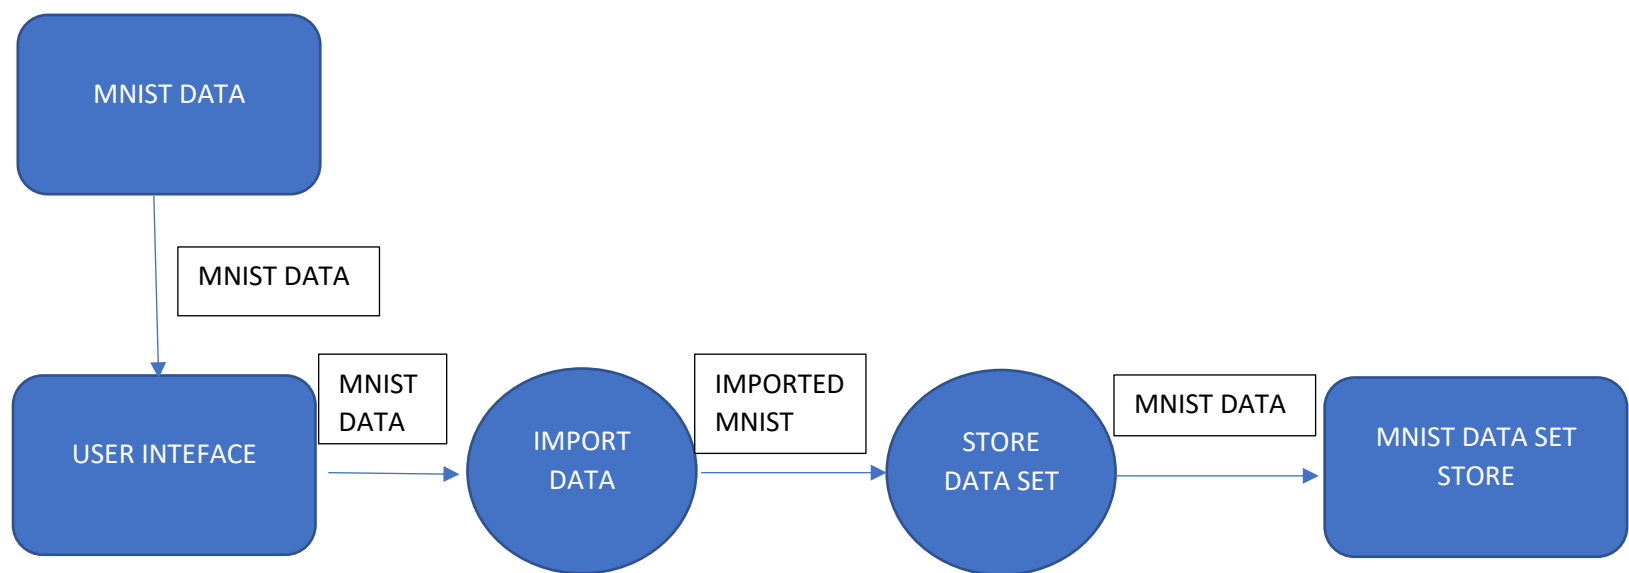 MNIST DATA
MNIST DATA
USER INTEFACE
MNIST
DATA
IMPORT
DATA
IMPORTED
MNIST
STORE
DATA SET
MNIST DATA
MNIST DATA SET
STORE